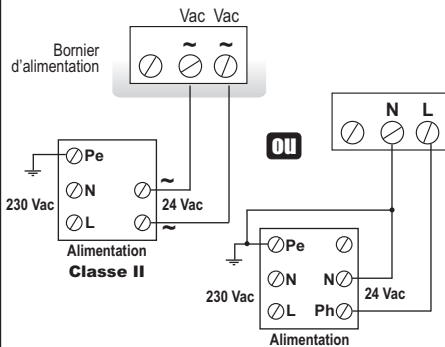 Vac Vac
Bornier
d'alimentation
~ ~
Pe
N
L
230 Vac
~
24 Vac
~
Alimentation
Classe II
ou
N L
Pe
N
L
230 Vac
N
Ph
24 Vac
Alimentation